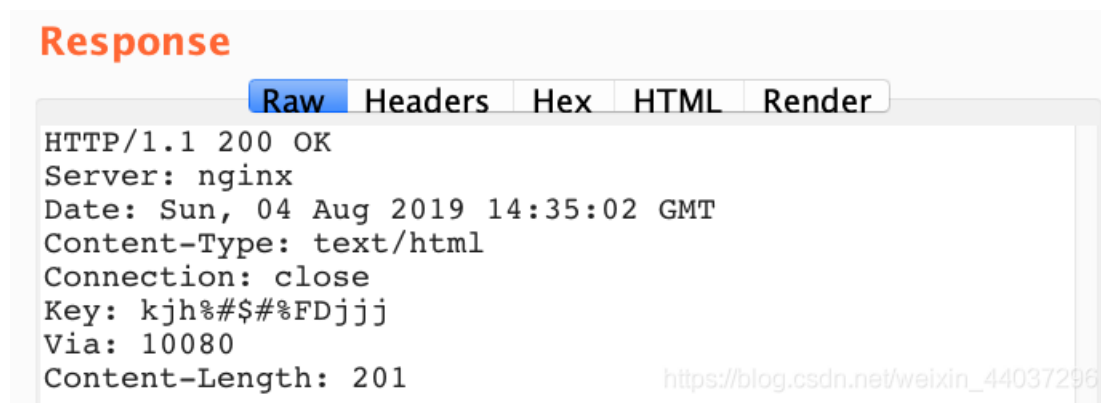 Response
Raw Headers Hex HTML Render
HTTP/1.1 200 OK
Server: nginx
Date: Sun, 04 Aug 2019 14:35:02 GMT
Content-Type: text/html
Connection: close
Key: kjh%#$#%FDjjj
Via: 10080
Content-Length: 201
https://blog.csdn.net/weixin_44037296